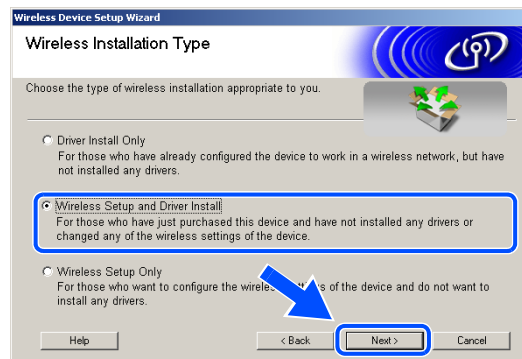 Wireless Device Setup Wizard
Wireless Installation Type
Choose the type of wireless installation appropriate to you.
Driver Install Only
For those who have already configured the device to work in a wireless network, but have
not installed any drivers.
Wireless Setup and Driver Install
For those who have just purchased this device and have not installed any drivers or
changed any of the wireless settings of the device.
Wireless Setup Only
For those who want to configure the wireless of the device and do not want to
install any drivers.
Help
< Back
Next >
Cancel